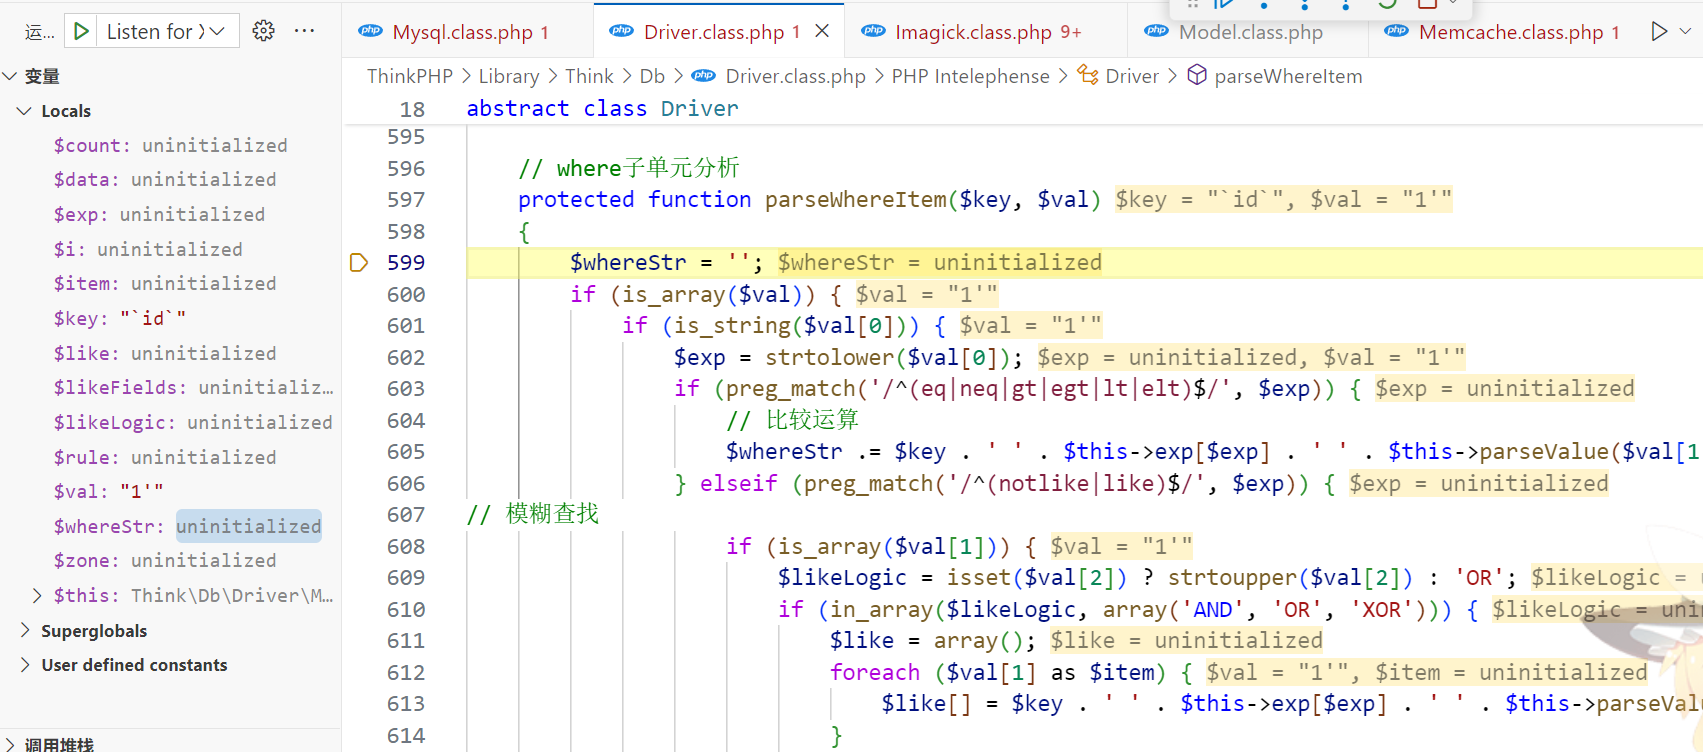 运... Listen for X
变量
Locals
$count: uninitialized
$data: uninitialized
$exp: uninitialized
$i: uninitialized
$item: uninitialized
$key: "`id`"
$like: uninitialized
$likeFields: uninitializ...
$likeLogic: uninitialized
$rule: uninitialized
$val: "1'"
$whereStr: uninitialized
$zone: uninitialized
$this: Think\Db\Driver\M...
Superglobals
User defined constants
调用堆栈
php Mysql.class.php 1 php Driver.class.php 1 php Imagick.class.php 9+ php Model.class.php php Memcache.class.php 1
ThinkPHP > Library > Think > Db > php Driver.class.php > PHP Intelephense > Driver > parseWhereItem
18 abstract class Driver
595
596 // where子单元分析
597 protected function parseWhereItem($key, $val) $key = "`id`", $val = "1'"
598 {
599 $whereStr = ''; $whereStr = uninitialized
600 if (is_array($val)) { $val = "1'"
601 if (is_string($val[0])) { $val = "1'"
602 $exp = strtolower($val[0]); $exp = uninitialized, $val = "1'"
603 if (preg_match('/^(eq|neq|gt|egt|lt|elt)$/', $exp)) { $exp = uninitialized
604 // 比较运算
605 $whereStr .= $key . ' ' . $this->exp[$exp] . ' ' . $this->parseValue($val[1
606 } elseif (preg_match('/^(notlike|like)$/', $exp)) { $exp = uninitialized
607 // 模糊查找
608 if (is_array($val[1])) { $val = "1'"
609 $likeLogic = isset($val[2]) ? strtoupper($val[2]) : 'OR'; $likeLogic =
610 if (in_array($likeLogic, array('AND', 'OR', 'XOR'))) { $likeLogic = uni
611 $like = array(); $like = uninitialized
612 foreach ($val[1] as $item) { $val = "1'", $item = uninitialized
613 $like[] = $key . ' ' . $this->exp[$exp] . ' ' . $this->parseValu
614 }